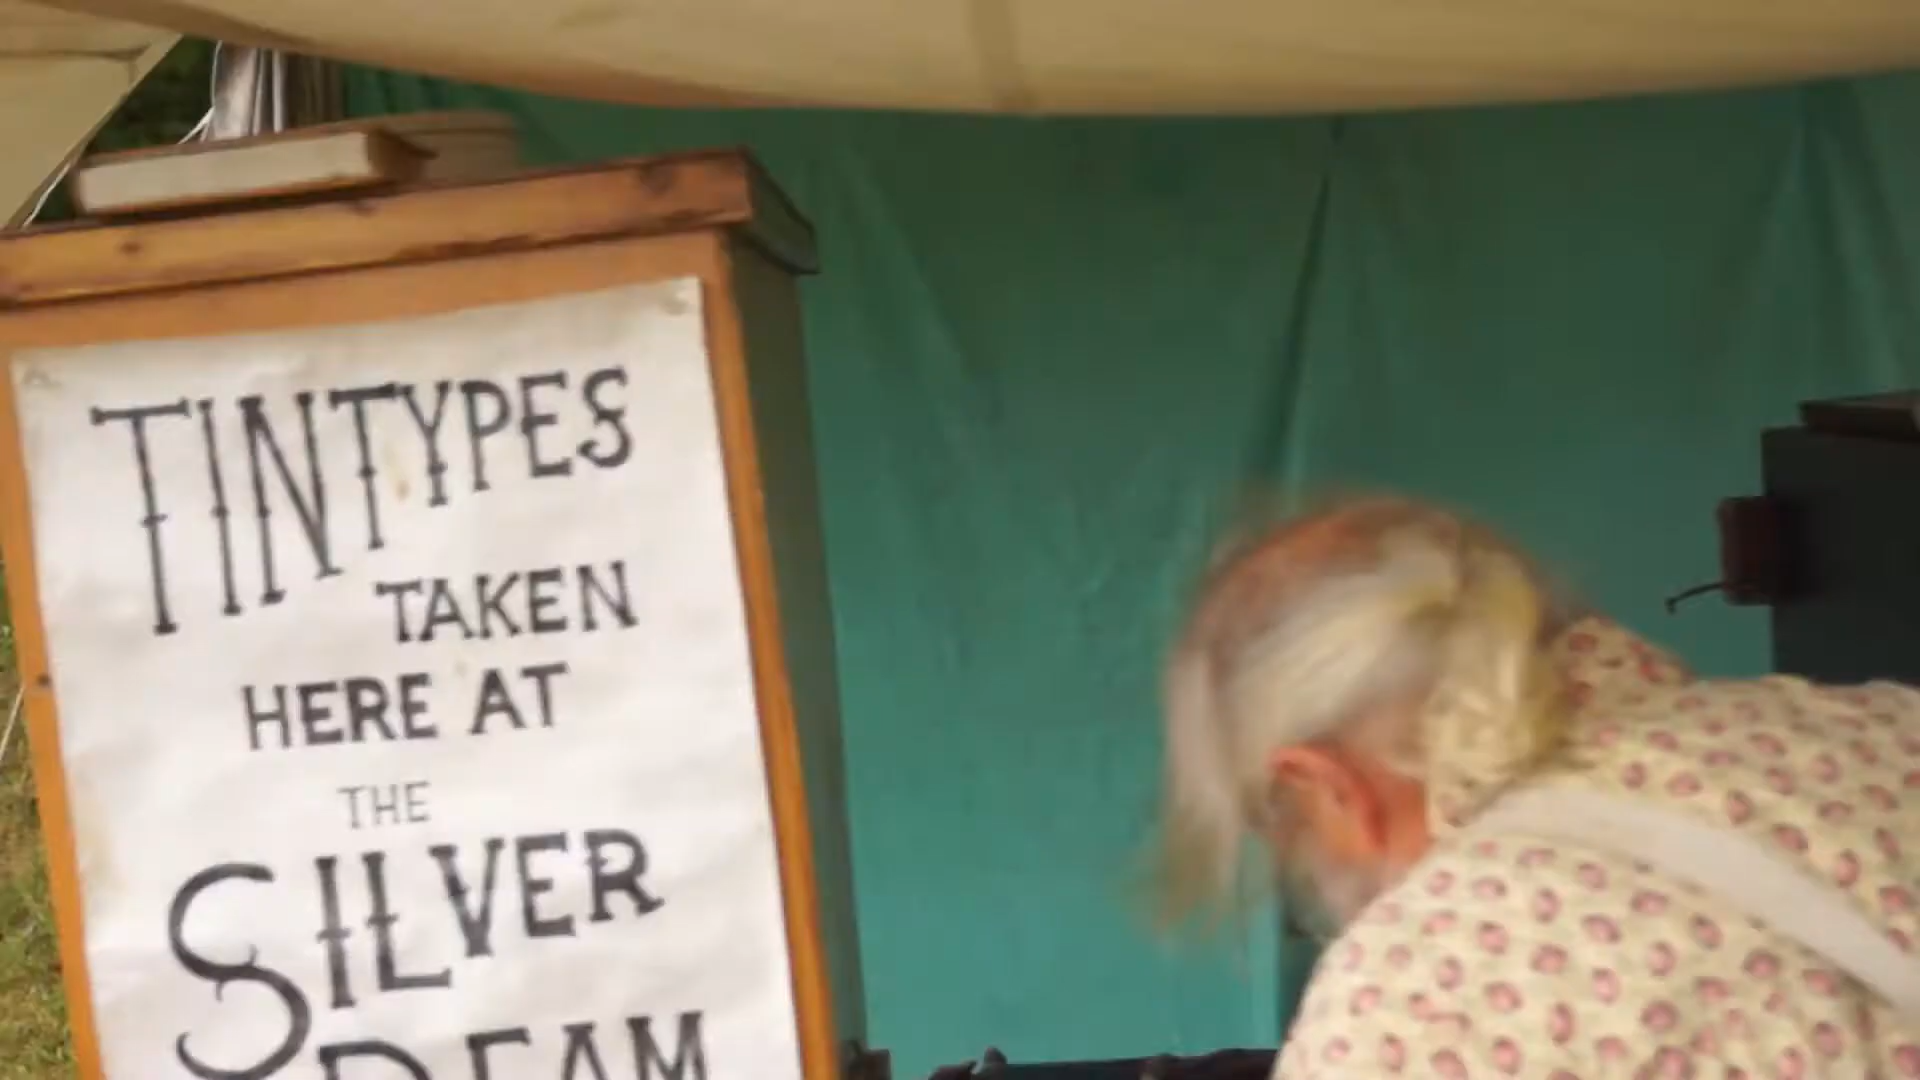 TINTYPES
TAKEN
HERE AT
THE
SILVER